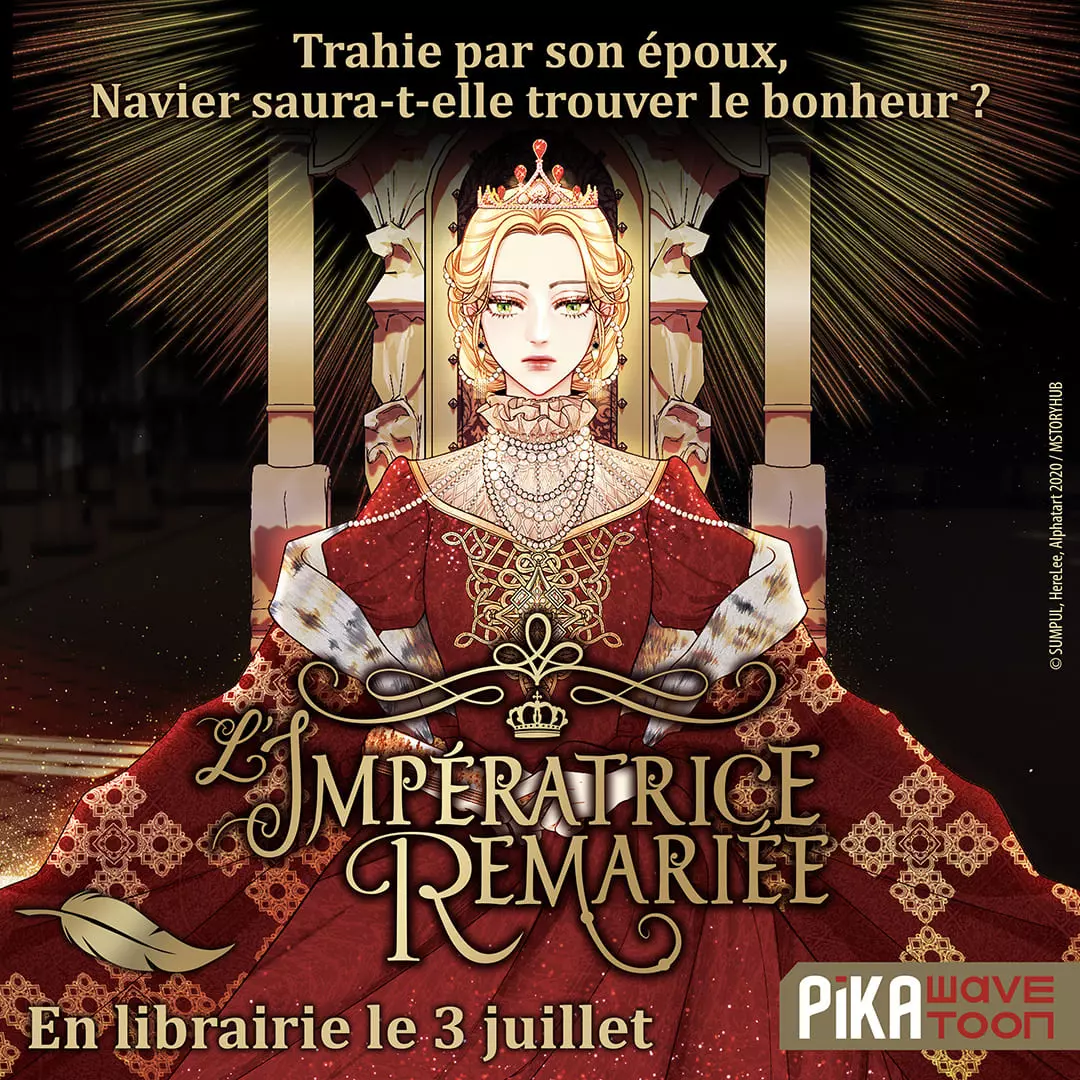 Trahie par son époux,
Navier saura-t-elle trouver le bonheur ?
© SUMPUL, HereLee, Alphatart 2020 / MSTORYHUB
L'IMPÉRATRICE
REMARIÉE
En librairie le 3 juillet
PiKA WAVE
TOON